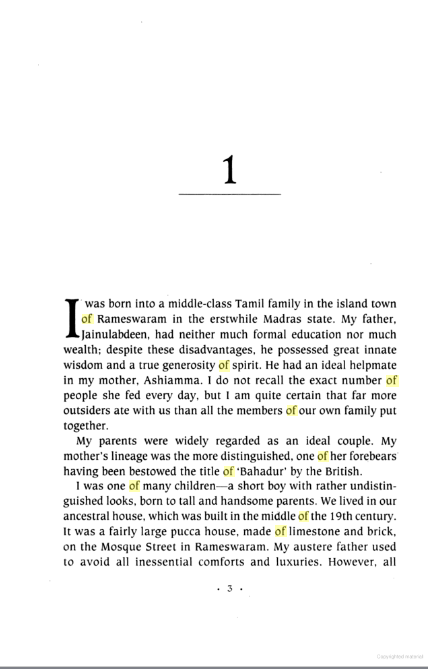 1
I was born into a middle-class Tamil family in the island town
of Rameswaram in the erstwhile Madras state. My father,
Jainulabdeen, had neither much formal education nor much
wealth; despite these disadvantages, he possessed great innate
wisdom and a true generosity of spirit. He had an ideal helpmate
in my mother, Ashiamma. I do not recall the exact number of
people she fed every day, but I am quite certain that far more
outsiders ate with us than all the members of our own family put
together.
My parents were widely regarded as an ideal couple. My
mother's lineage was the more distinguished, one of her forebears
having been bestowed the title of 'Bahadur' by the British.
I was one of many children—a short boy with rather undistin-
guished looks, born to tall and handsome parents. We lived in our
ancestral house, which was built in the middle of the 19th century.
It was a fairly large pucca house, made of limestone and brick,
on the Mosque Street in Rameswaram. My austere father used
to avoid all inessential comforts and luxuries. However, all
• 3 •
Copyrighted material